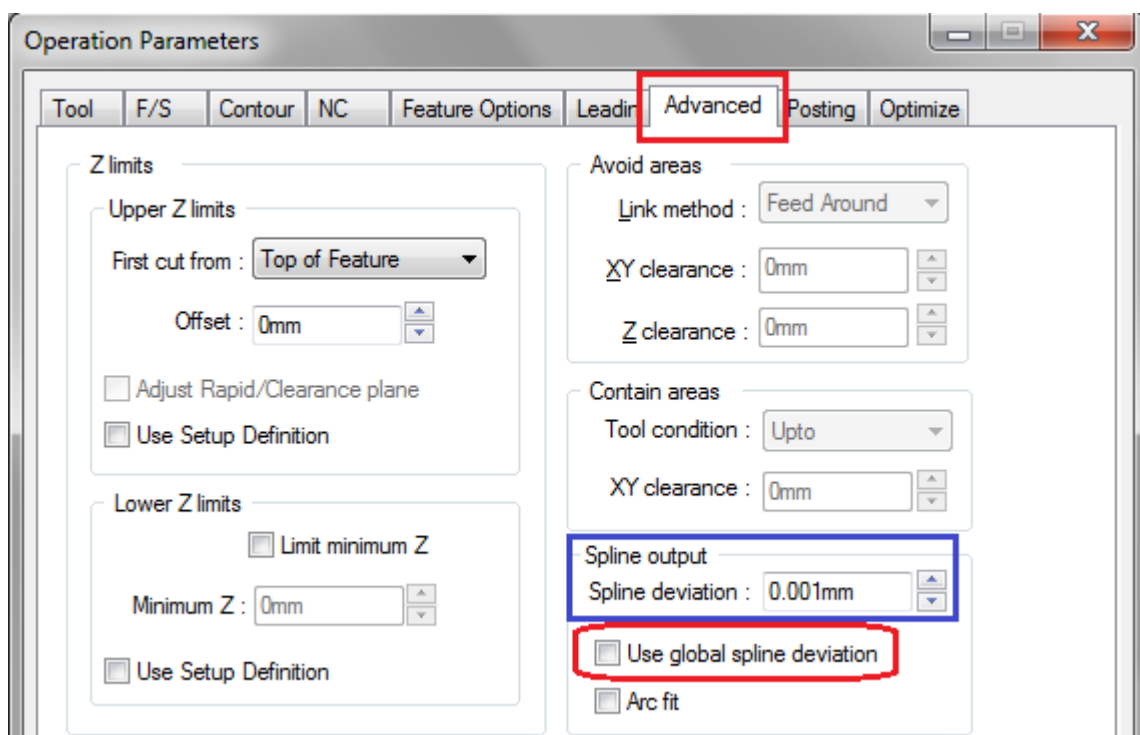 Operation Parameters
Tool F/S Contour NC Feature Options Leadin Advanced Posting Optimize
Z limits
Upper Z limits
First cut from : Top of Feature
Offset : 0mm
Adjust Rapid/Clearance plane
Use Setup Definition
Lower Z limits
Limit minimum Z
Minimum Z : 0mm
Use Setup Definition
Avoid areas
Link method : Feed Around
XY clearance : 0mm
Z clearance : 0mm
Contain areas
Tool condition : Upto
XY clearance : 0mm
Spline output
Spline deviation : 0.001mm
Use global spline deviation
Arc fit